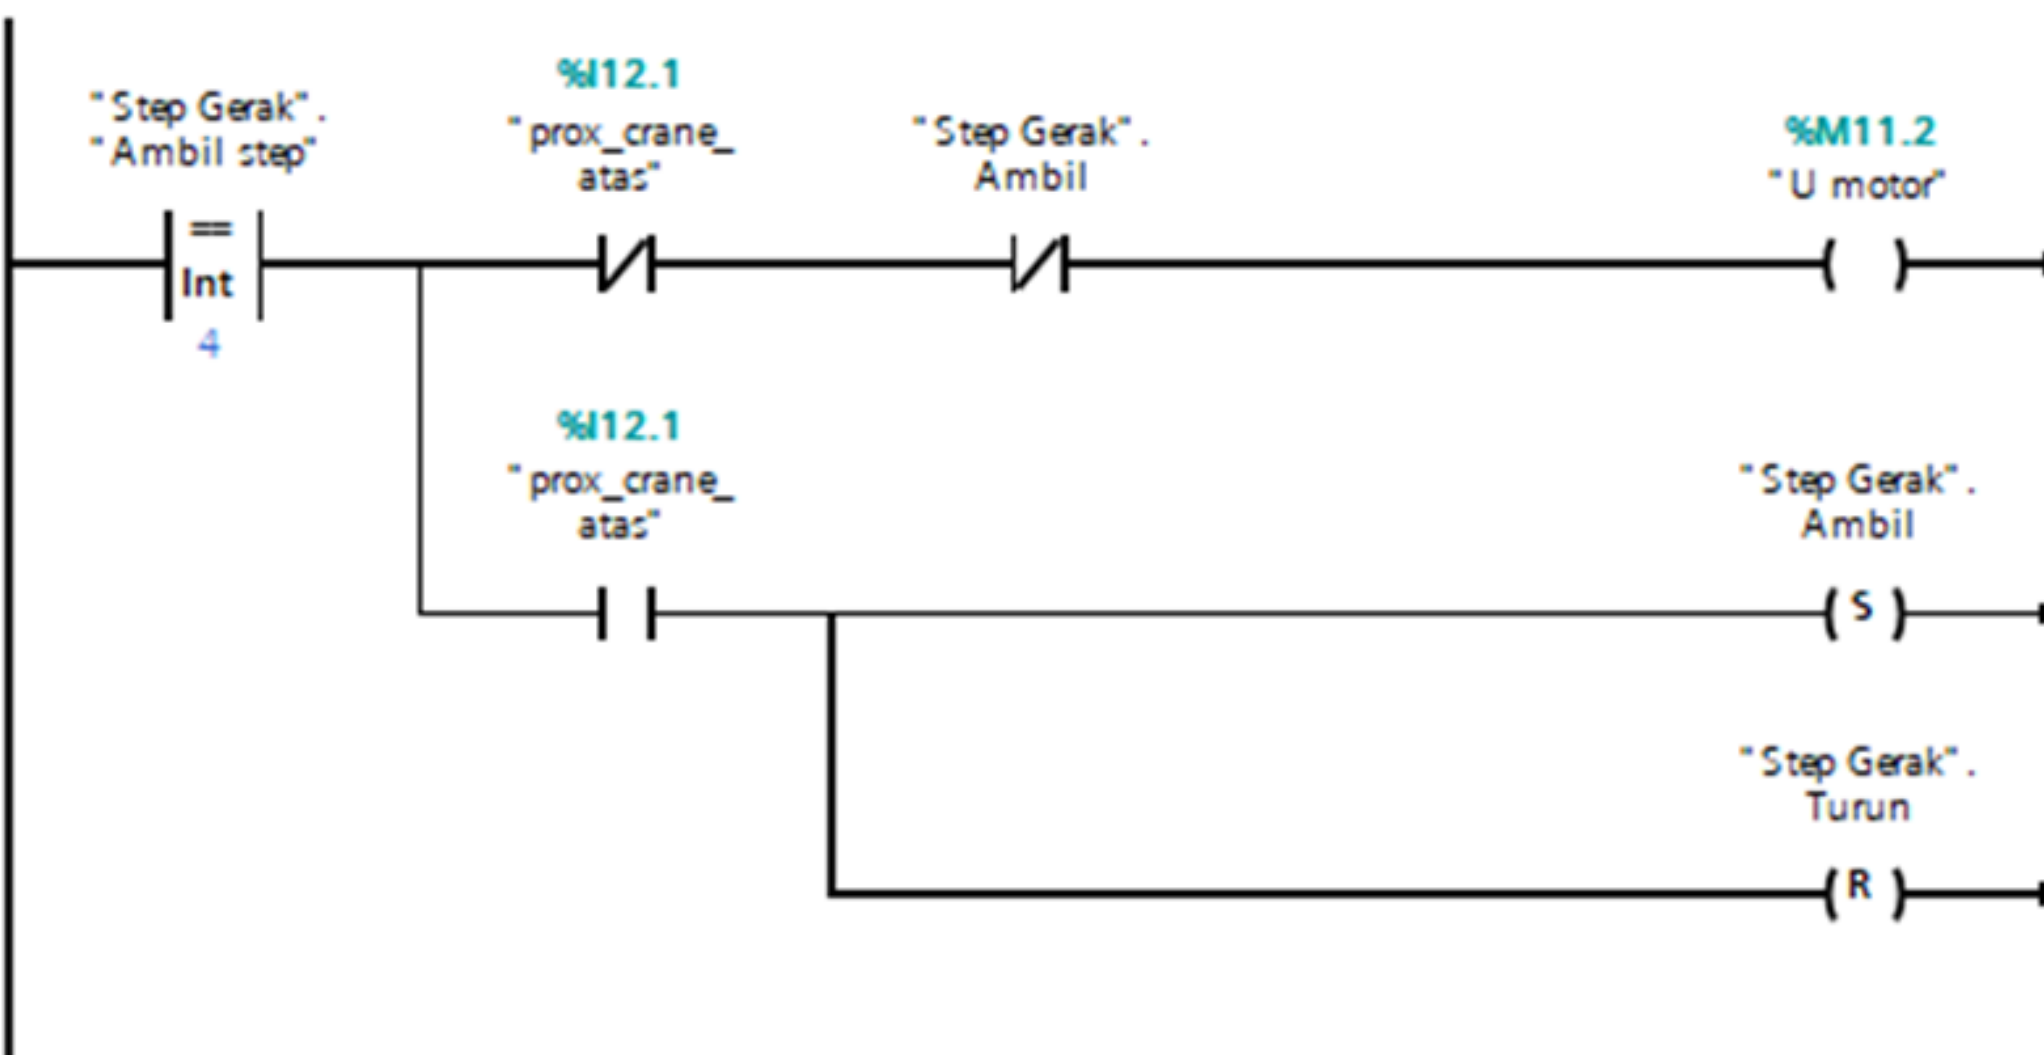 %I12.1
"Step Gerak".
"Ambil step"
"prox_crane_
atas"
"Step Gerak".
Ambil
%M11.2
"U motor"
==
Int
4
%I12.1
"prox_crane_
atas"
"Step Gerak".
Ambil
S
"Step Gerak".
Turun
R